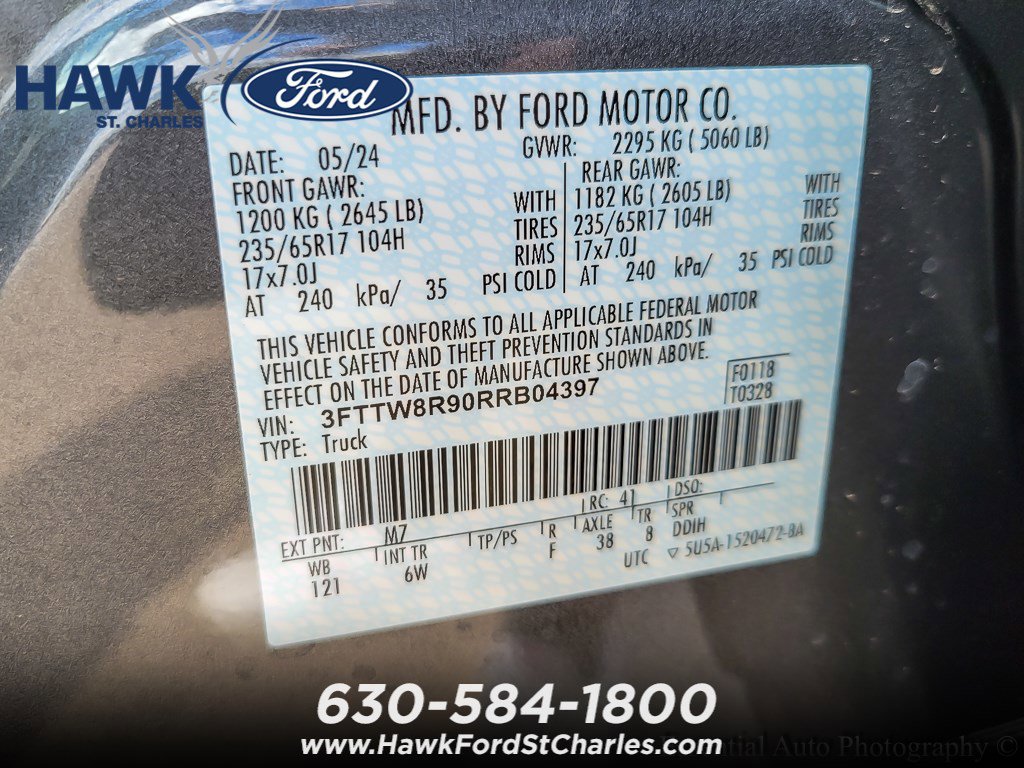 HAWK
ST. CHARLES
Ford
MFD. BY FORD MOTOR CO.
DATE: 05/24 GVWR: 2295 KG ( 5060 LB)
FRONT GAWR: REAR GAWR:
1200 KG ( 2645 LB) WITH 1182 KG ( 2605 LB) WITH
235/65R17 104H TIRES 235/65R17 104H TIRES
17x7.0J RIMS 17x7.0J RIMS
AT 240 kPa/ 35 PSI COLD AT 240 kPa/ 35 PSI COLD
THIS VEHICLE CONFORMS TO ALL APPLICABLE FEDERAL MOTOR
VEHICLE SAFETY AND THEFT PREVENTION STANDARDS IN
EFFECT ON THE DATE OF MANUFACTURE SHOWN ABOVE.
VIN: 3FTTW8R90RRB04397 F0118
TYPE: Truck T0328
EXT PNT: M7 RC: 41 DSO:
WB INT TR TP/PS R AXLE TR SPR
121 6W F 38 8 DDIH
UTC ▽ 5U5A-1520472-BA
630-584-1800
www.HawkFordStCharles.com
Auto Photography ©